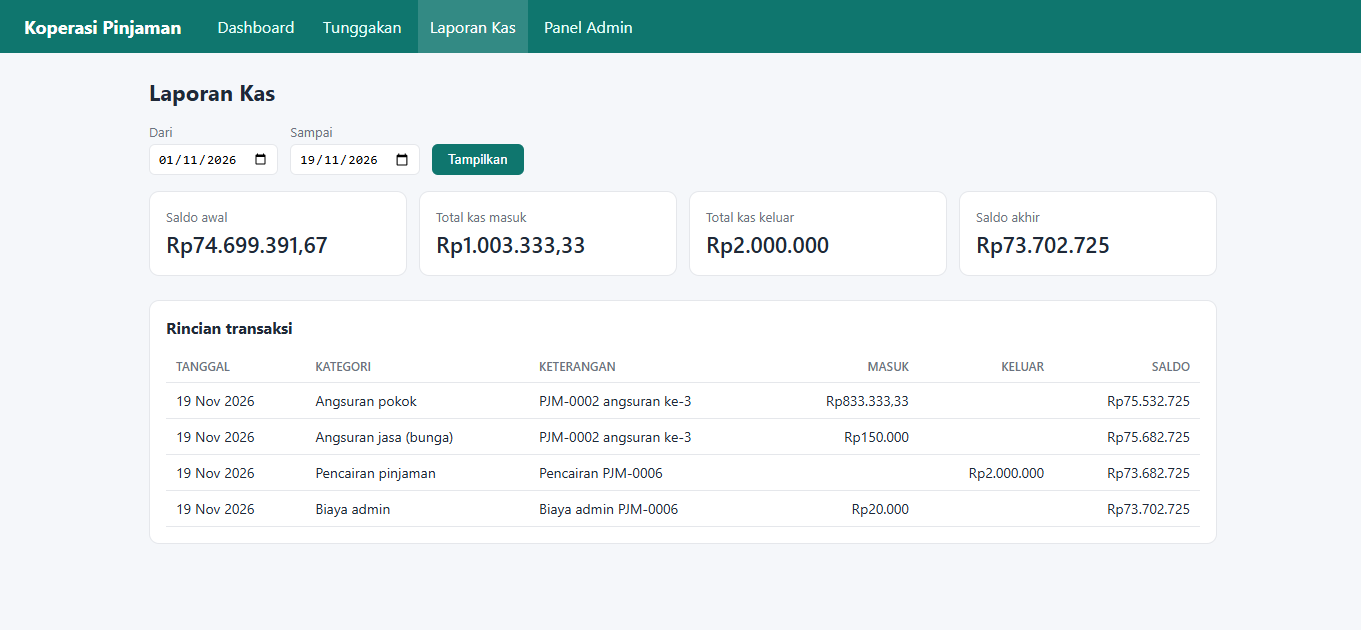 Koperasi Pinjaman Dashboard Tunggakan Laporan Kas Panel Admin
Laporan Kas
Dari Sampai
01/11/2026 19/11/2026 Tampilkan
Saldo awal Total kas masuk Total kas keluar Saldo akhir
Rp74.699.391,67 Rp1.003.333,33 Rp2.000.000 Rp73.702.725
Rincian transaksi
TANGGAL KATEGORI KETERANGAN MASUK KELUAR SALDO
19 Nov 2026 Angsuran pokok PJM-0002 angsuran ke-3 Rp833.333,33 Rp75.532.725
19 Nov 2026 Angsuran jasa (bunga) PJM-0002 angsuran ke-3 Rp150.000 Rp75.682.725
19 Nov 2026 Pencairan pinjaman Pencairan PJM-0006 Rp2.000.000 Rp73.682.725
19 Nov 2026 Biaya admin Biaya admin PJM-0006 Rp20.000 Rp73.702.725